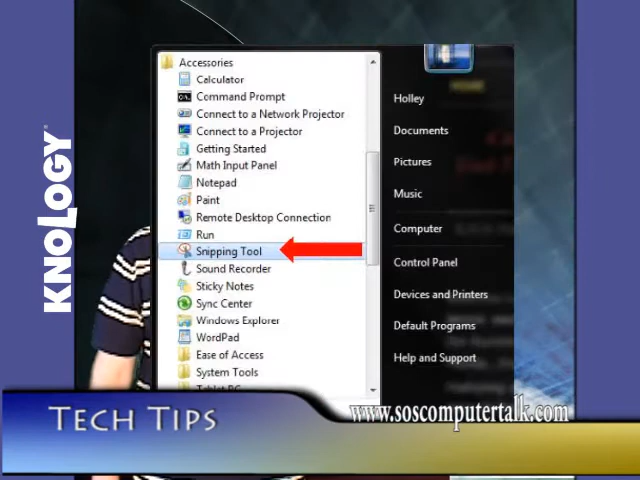 Accessories
Calculator
Command Prompt
Connect to a Network Projector
Connect to a Projector
Getting Started
Math Input Panel
Notepad
Paint
Remote Desktop Connection
Run
Snipping Tool
Sound Recorder
Sticky Notes
Sync Center
Windows Explorer
WordPad
Ease of Access
System Tools
Tablet PC
Holley
Documents
Pictures
Music
Computer
Control Panel
Devices and Printers
Default Programs
Help and Support
KNOLOGY
TECH TIPS
www.soscomputertalk.com